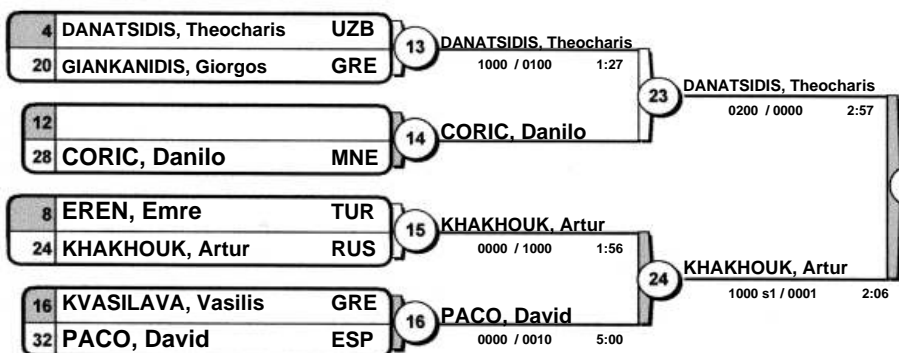 4 DANATSIDIS, Theocharis UZB
20 GIANKANIDIS, Giorgos GRE
13 DANATSIDIS, Theocharis
1000 / 0100 1:27
23 DANATSIDIS, Theocharis
0200 / 0000 2:57
12
28 CORIC, Danilo MNE
14 CORIC, Danilo
8 EREN, Emre TUR
24 KHAKHOUK, Artur RUS
15 KHAKHOUK, Artur
0000 / 1000 1:56
24 KHAKHOUK, Artur
1000 s1 / 0001 2:06
16 KVASILAVA, Vasilis GRE
32 PACO, David ESP
16 PACO, David
0000 / 0010 5:00